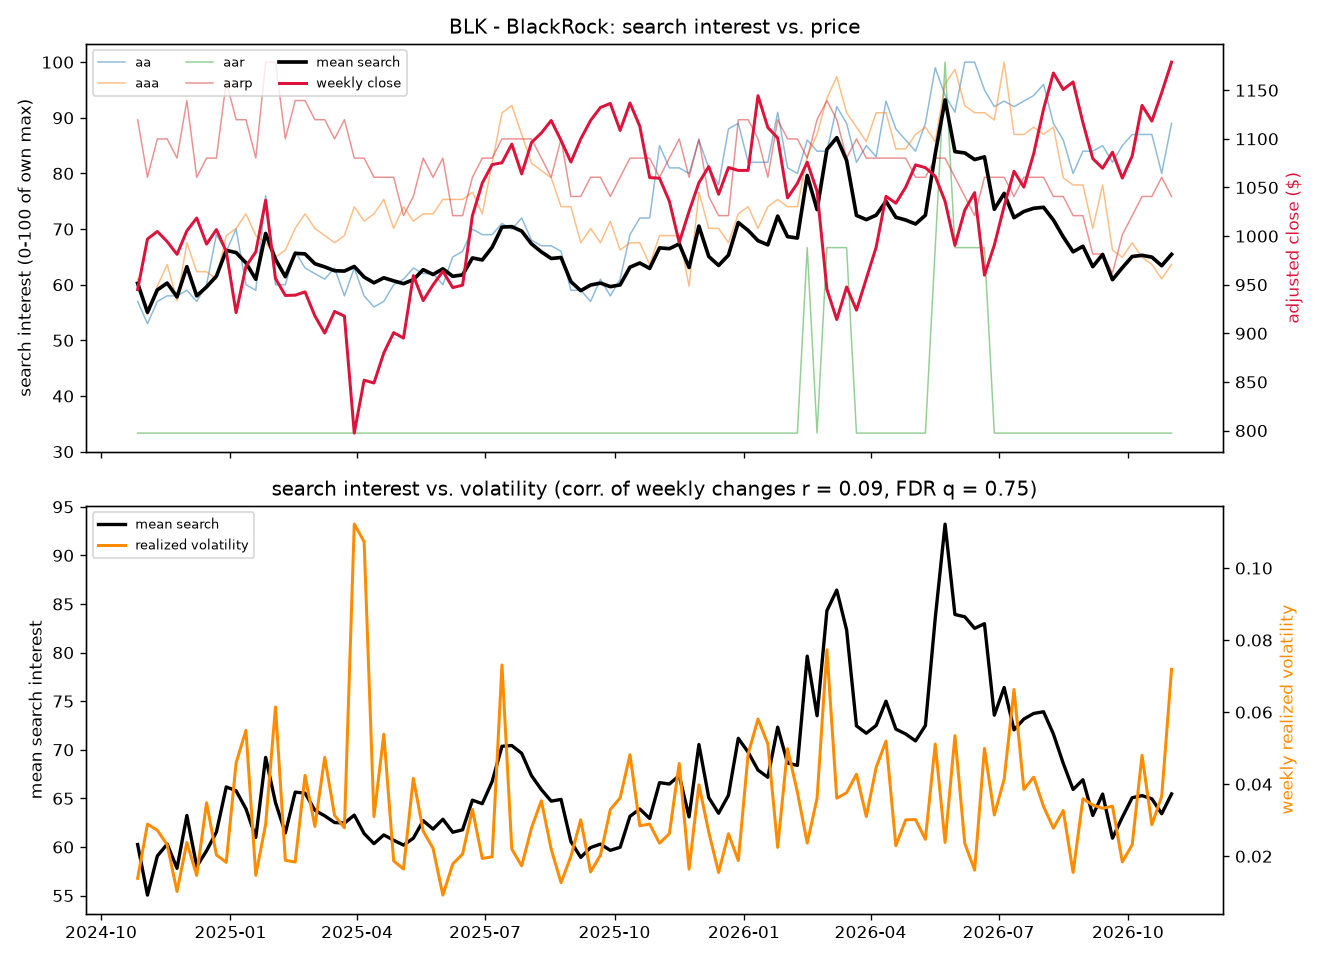 BLK - BlackRock: search interest vs. price
aa
aaa
aar
aarp
mean search
weekly close
search interest (0-100 of own max)
100
90
80
70
60
50
40
30
1150
1100
1050
1000
950
900
850
800
adjusted close ($)
search interest vs. volatility (corr. of weekly changes r = 0.09, FDR q = 0.75)
mean search
realized volatility
mean search interest
95
90
85
80
75
70
65
60
55
0.10
0.08
0.06
0.04
0.02
weekly realized volatility
2024-10
2025-01
2025-04
2025-07
2025-10
2026-01
2026-04
2026-07
2026-10